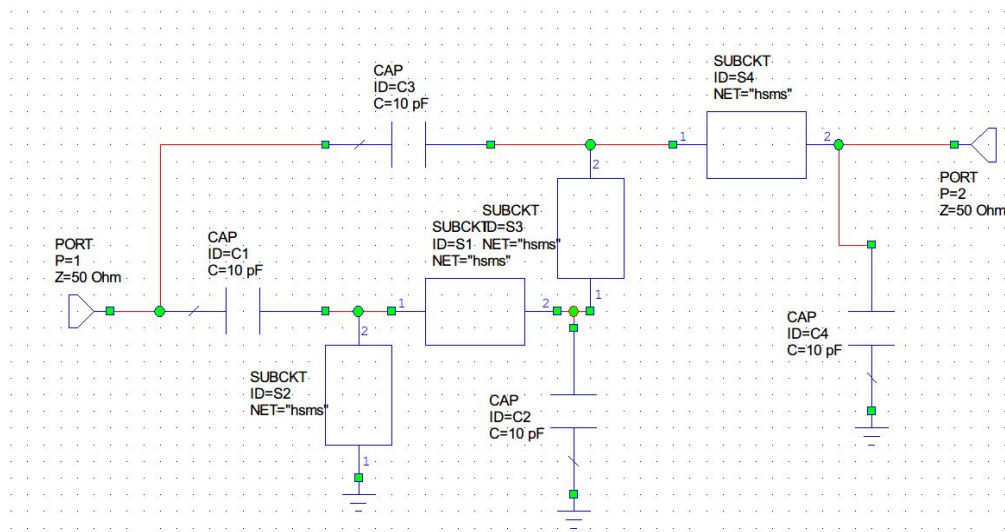 SUBCKT
ID=S4
NET="hsms"
CAP
ID=C3
C=10 pF
1
2
2
PORT
P=2
Z=50 Ohm
SUBCKT
ID=S3
NET="hsms"
SUBCKT
ID=S1
NET="hsms"
CAP
ID=C1
C=10 pF
PORT
P=1
Z=50 Ohm
1
2
1
2
CAP
ID=C4
C=10 pF
SUBCKT
ID=S2
NET="hsms"
CAP
ID=C2
C=10 pF
1